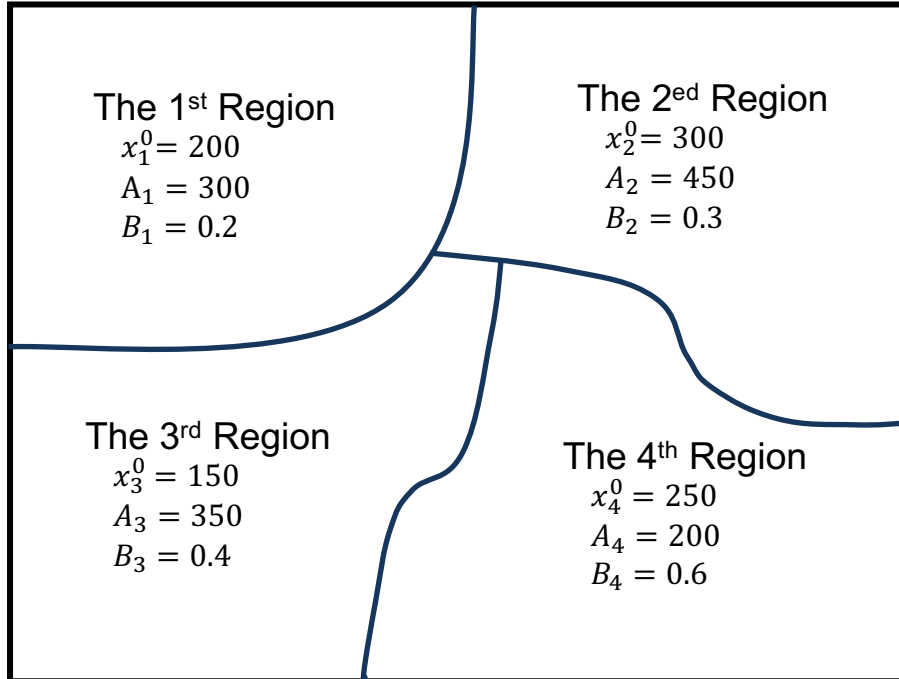 The 1st Region
x₁⁰= 200
A₁ = 300
B₁ = 0.2
The 2ed Region
x₂⁰= 300
A₂ = 450
B₂ = 0.3
The 3rd Region
x₃⁰ = 150
A₃ = 350
B₃ = 0.4
The 4th Region
x₄⁰ = 250
A₄ = 200
B₄ = 0.6